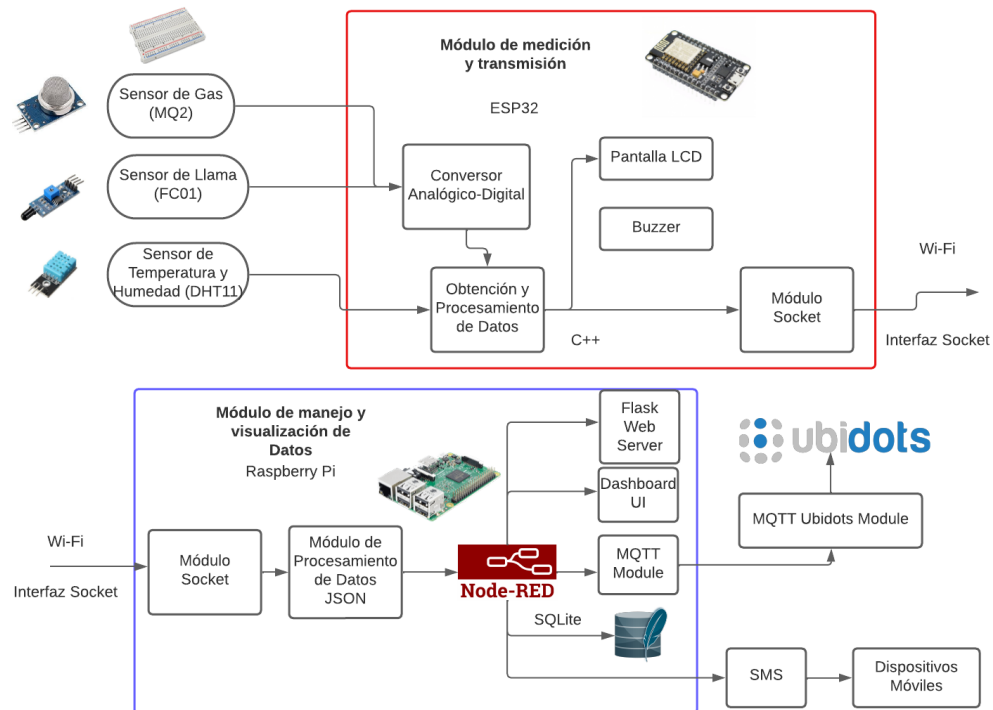 Módulo de medición
y transmisión
ESP32
Sensor de Gas
(MQ2)
Sensor de Llama
(FC01)
Sensor de
Temperatura y
Humedad (DHT11)
Conversor
Analógico-Digital
Obtención y
Procesamiento
de Datos
C++
Pantalla LCD
Buzzer
Módulo
Socket
Wi-Fi
Interfaz Socket
Módulo de manejo y
visualización de
Datos
Raspberry Pi
Wi-Fi
Interfaz Socket
Módulo
Socket
Módulo de
Procesamiento
de Datos
JSON
Node-RED
Flask
Web
Server
Dashboard
UI
MQTT
Module
SQLite
ubidots
MQTT Ubidots Module
SMS
Dispositivos
Móviles